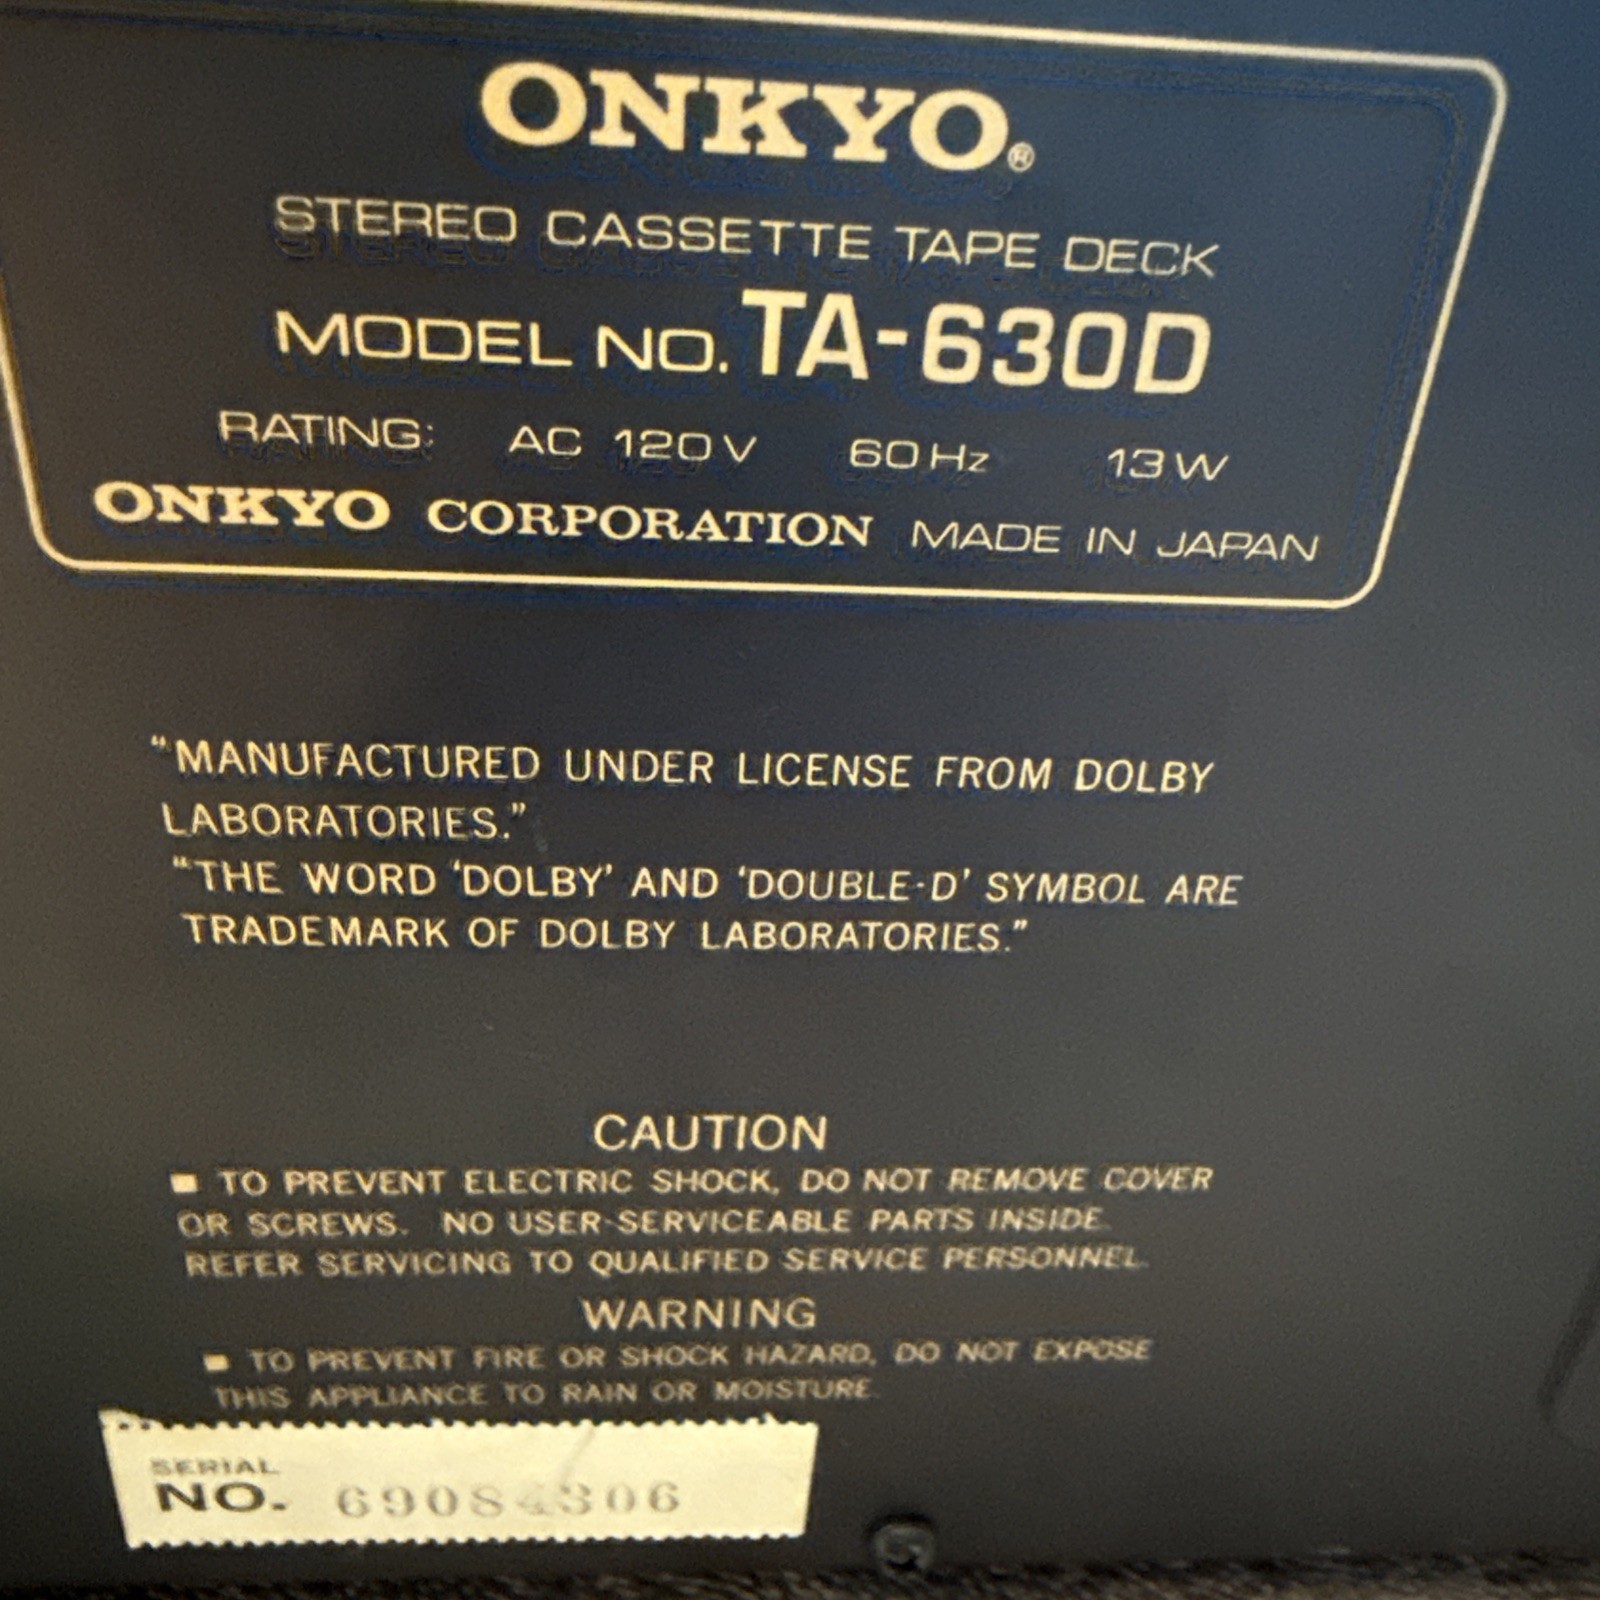 ONKYO®
STEREO CASSETTE TAPE DECK
MODEL NO. TA-630D
RATING: AC 120V 60Hz 13W
ONKYO CORPORATION MADE IN JAPAN
“MANUFACTURED UNDER LICENSE FROM DOLBY
LABORATORIES.”
“THE WORD ‘DOLBY’ AND ‘DOUBLE-D’ SYMBOL ARE
TRADEMARK OF DOLBY LABORATORIES.”
CAUTION
■ TO PREVENT ELECTRIC SHOCK, DO NOT REMOVE COVER
OR SCREWS. NO USER-SERVICEABLE PARTS INSIDE.
REFER SERVICING TO QUALIFIED SERVICE PERSONNEL.
WARNING
■ TO PREVENT FIRE OR SHOCK HAZARD, DO NOT EXPOSE
THIS APPLIANCE TO RAIN OR MOISTURE.
SERIAL
NO.